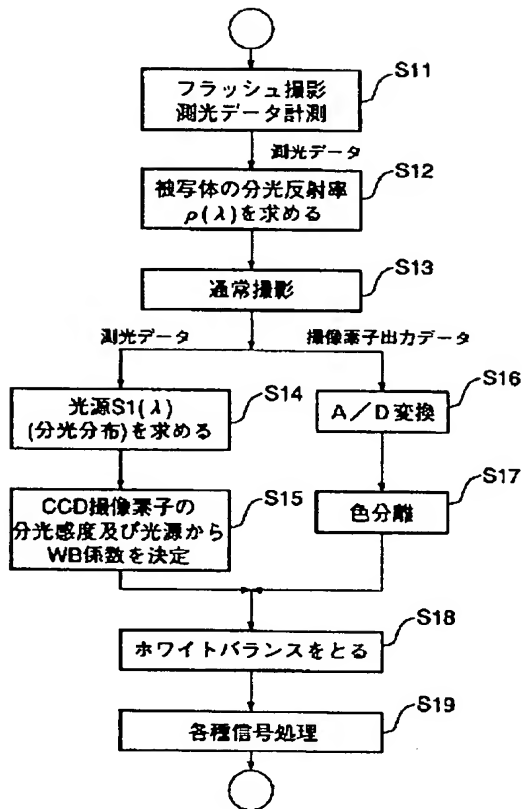 S11
フラッシュ撮影
測光データ計測
測光データ
S12
被写体の分光反射率
ρ(λ)を求める
S13
通常撮影
測光データ
撮像素子出力データ
S14
光源S1(λ)
(分光分布)を求める
S16
A／D変換
S15
CCD撮像素子の
分光感度及び光源から
WB係数を決定
S17
色分離
S18
ホワイトバランスをとる
S19
各種信号処理